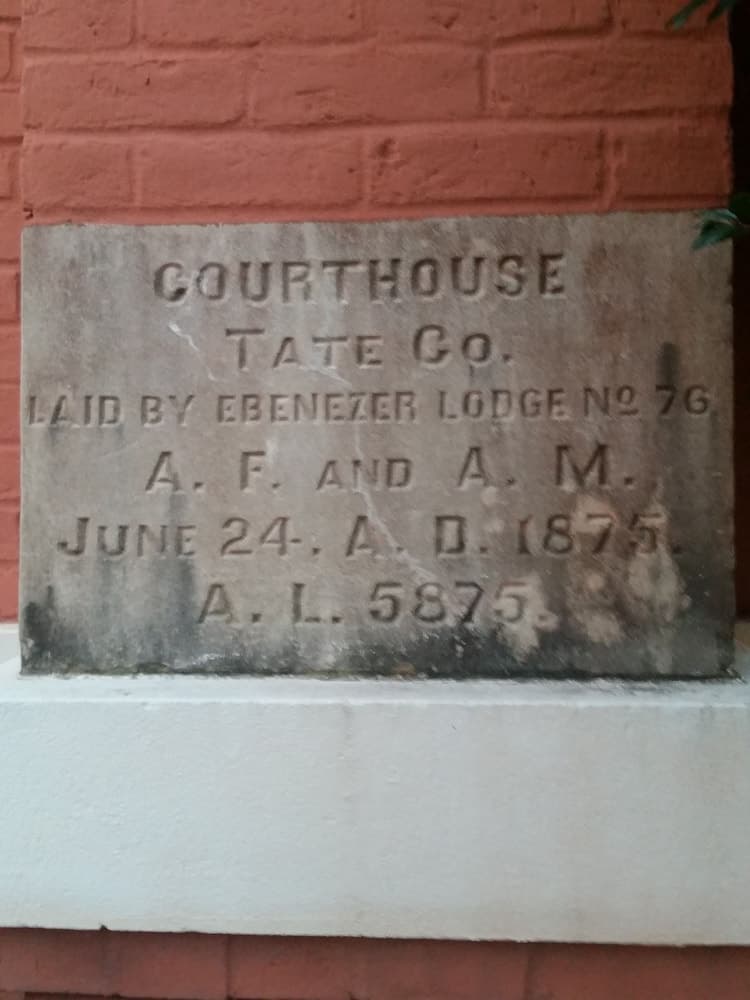 COURTHOUSE
TATE CO.
LAID BY EBENEZER LODGE Nº 76
A. F. AND A. M.
JUNE 24. A. D. 1875.
A. L. 5875.